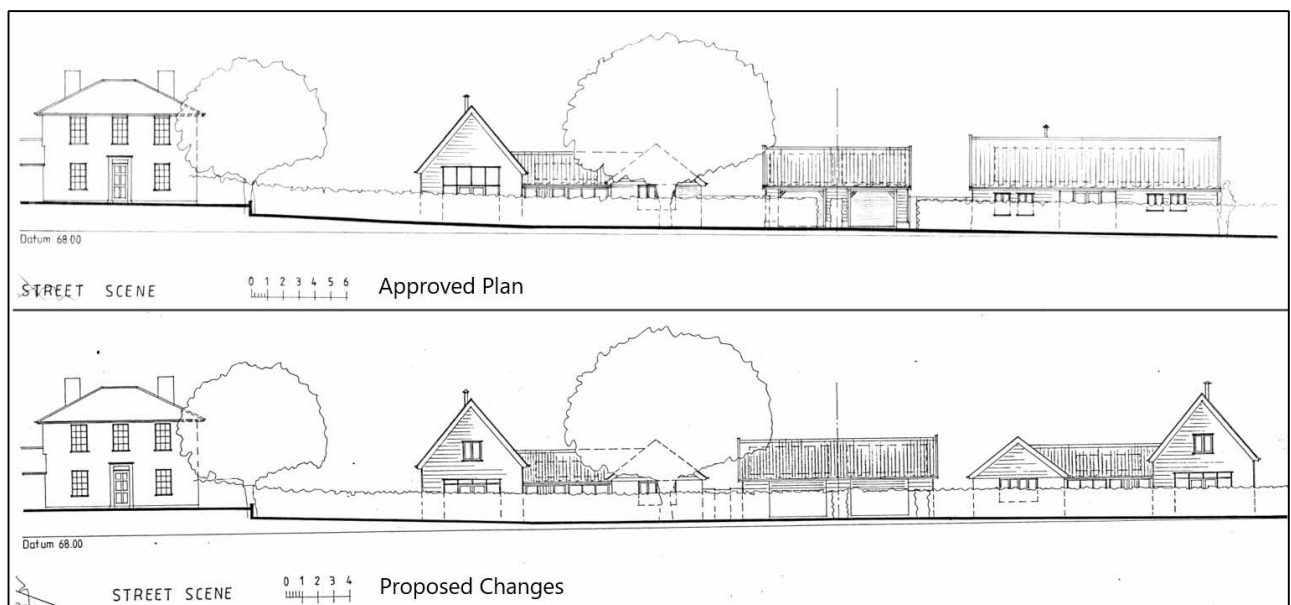 Datum 68.00
STREET SCENE 0 1 2 3 4 5 6 Approved Plan
Datum 68.00
STREET SCENE 0 1 2 3 4 Proposed Changes